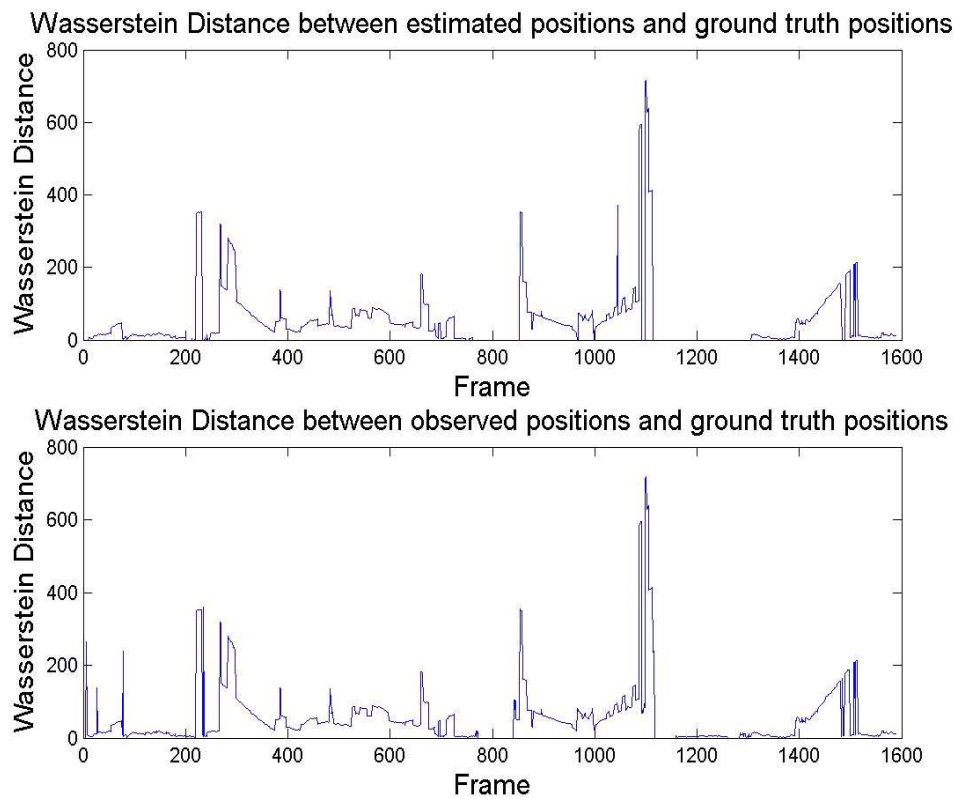 Wasserstein Distance between estimated positions and ground truth positions
Wasserstein Distance
800
600
400
200
0
0 200 400 600 800 1000 1200 1400 1600
Frame
Wasserstein Distance between observed positions and ground truth positions
Wasserstein Distance
800
600
400
200
0
0 200 400 600 800 1000 1200 1400 1600
Frame